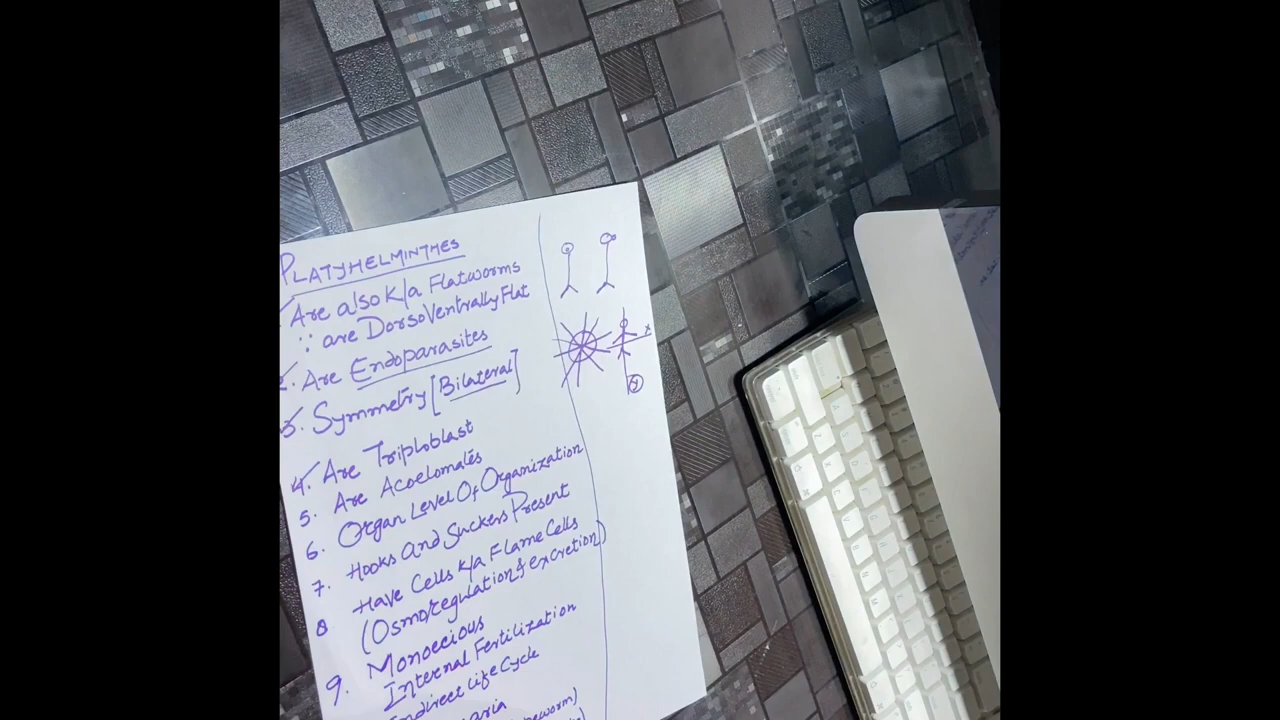 PLATYHELMINTHES
Are also k/a Flatworms
∵ are DorsoVentrally Flat
2. Are Endoparasites
3. Symmetry [Bilateral]
4. Are Triploblast
5. Are Acoelomates
6. Organ Level Of Organization
7. Hooks And Suckers Present
8 Have Cells k/a Flame Cells
(Osmoregulation & excretion)
9. Monoecious
Internal Fertilization
Indirect Life Cycle
x
y